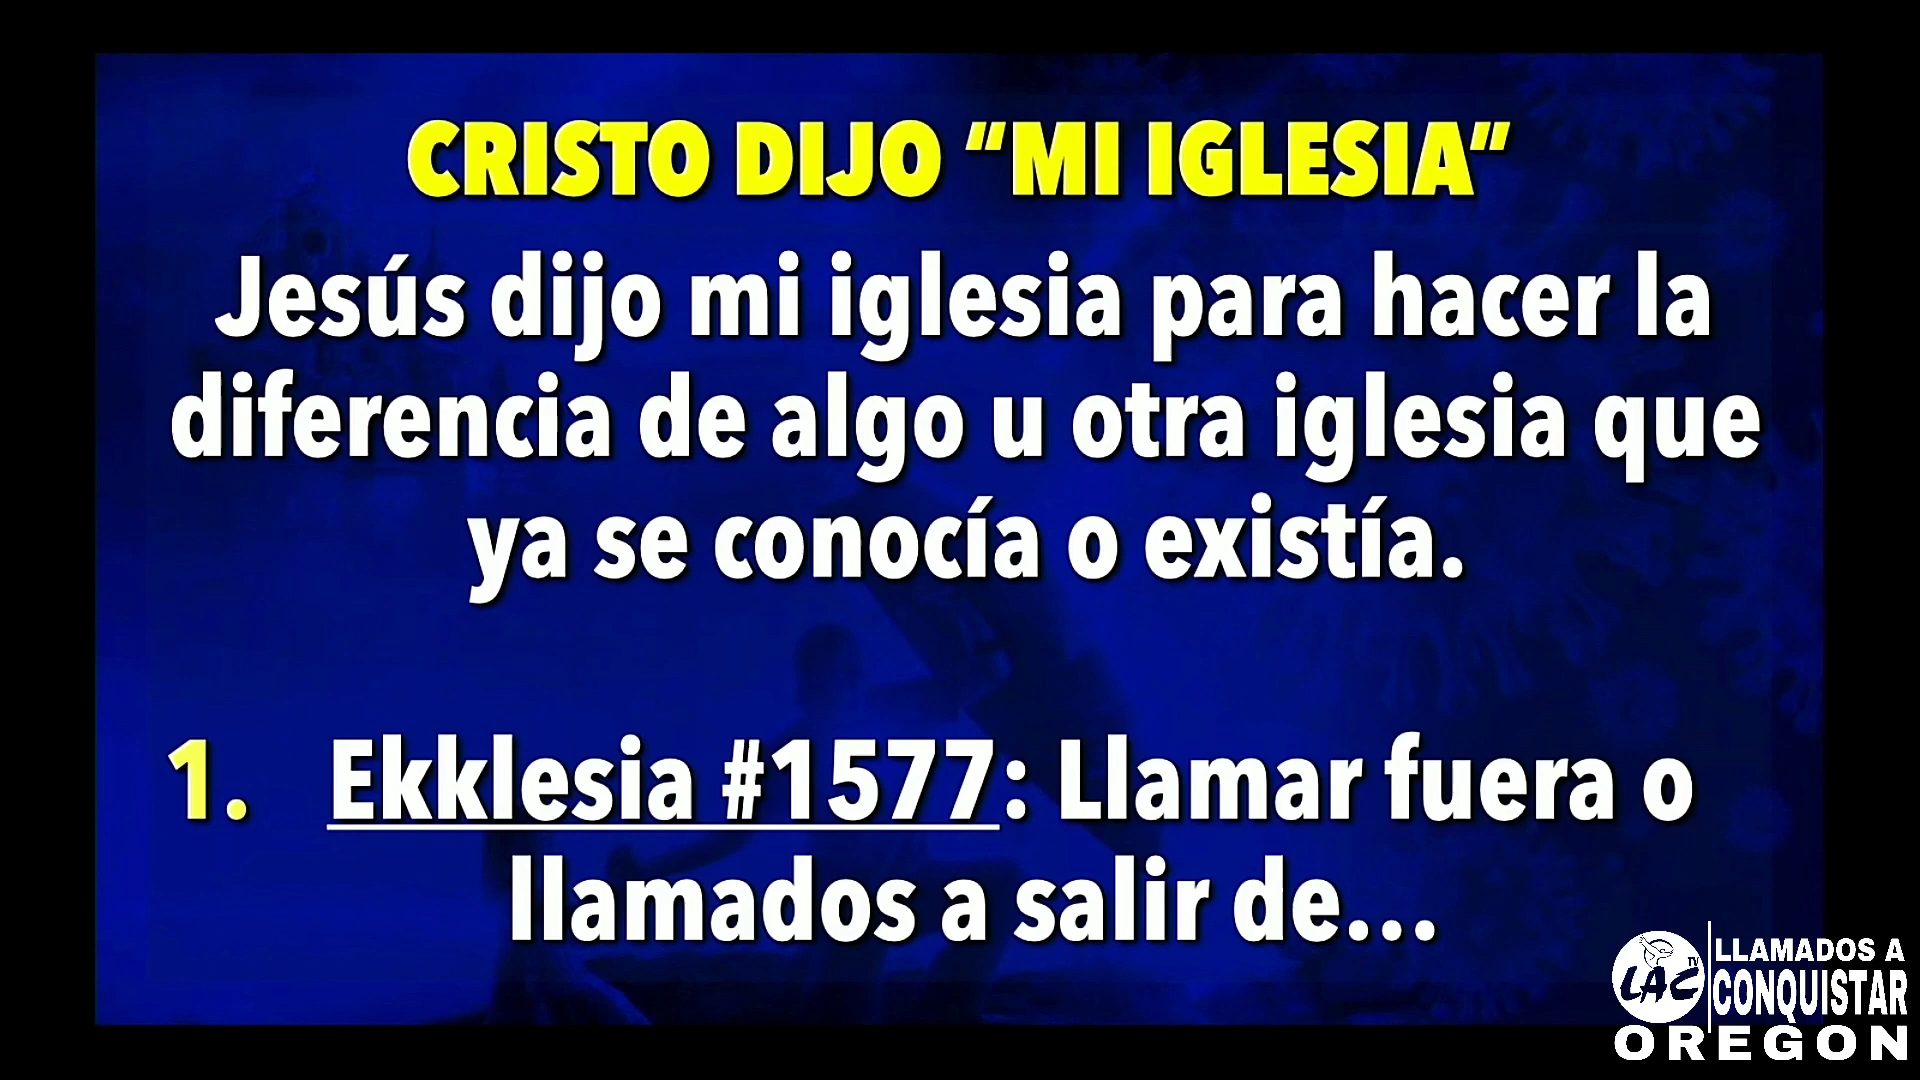 CRISTO DIJO “MI IGLESIA”
Jesús dijo mi iglesia para hacer la
diferencia de algo u otra iglesia que
ya se conocía o existía.
1. Ekklesia #1577: Llamar fuera o
llamados a salir de...
LAC TV
LLAMADOS A
CONQUISTAR
OREGON